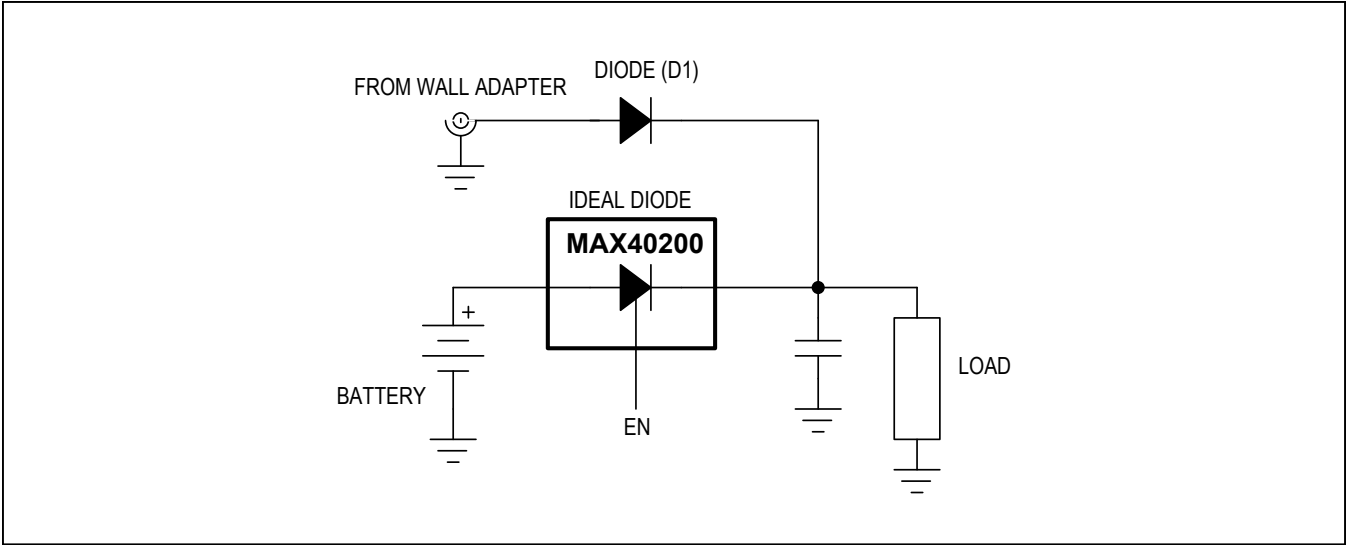 DIODE (D1)
FROM WALL ADAPTER
IDEAL DIODE
MAX40200
+
BATTERY
LOAD
EN